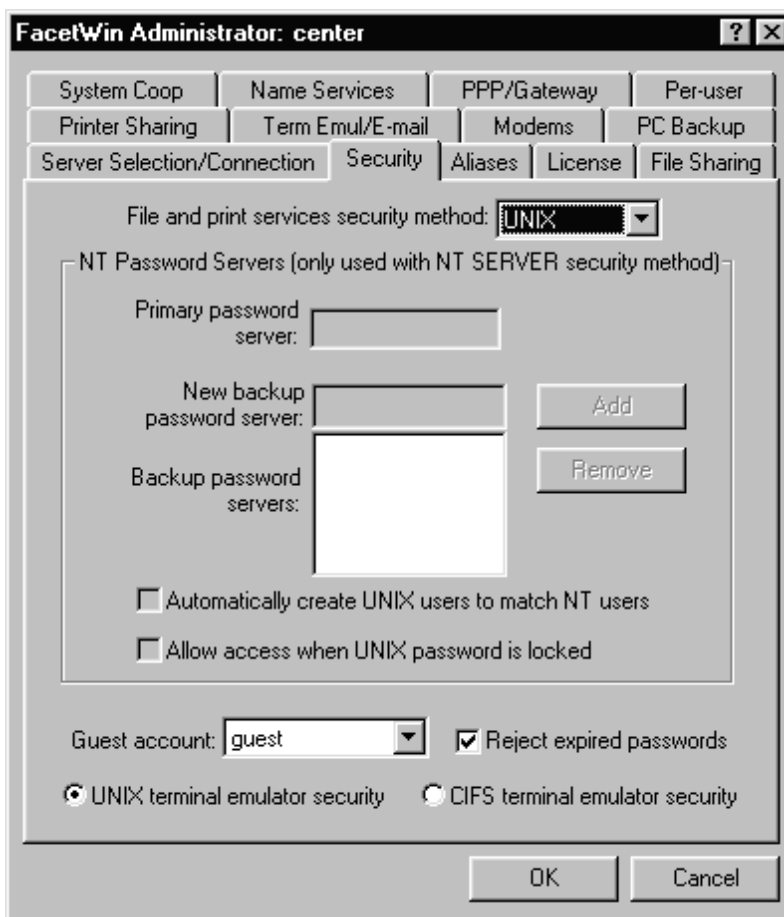 FacetWin Administrator: center
System Coop Name Services PPP/Gateway Per-user
Printer Sharing Term Emul/E-mail Modems PC Backup
Server Selection/Connection Security Aliases License File Sharing
File and print services security method: UNIX
NT Password Servers (only used with NT SERVER security method)
Primary password
server:
New backup
password server:
Add
Backup password
servers:
Remove
Automatically create UNIX users to match NT users
Allow access when UNIX password is locked
Guest account: guest Reject expired passwords
UNIX terminal emulator security CIFS terminal emulator security
OK Cancel